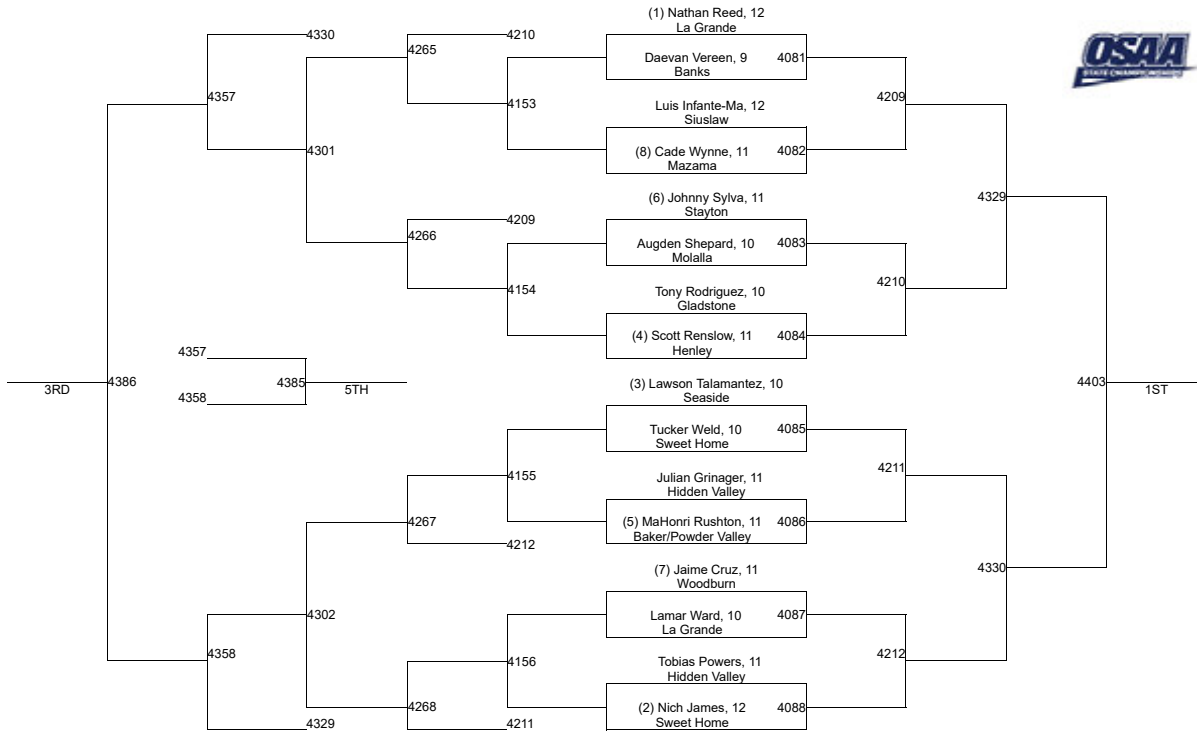 (1) Nathan Reed, 12
La Grande
OSAA
STATE CHAMPIONSHIPS
4330
4210
4265
Daevan Vereen, 9
4081
Banks
4357
4153
Luis Infante-Ma, 12
4209
Siuslaw
4301
(8) Cade Wynne, 11
4082
Mazama
(6) Johnny Sylva, 11
4329
Stayton
4209
4266
Augden Shepard, 10
4083
Molalla
4154
4210
Tony Rodriguez, 10
Gladstone
(4) Scott Renslow, 11
4084
Henley
4357
4386
4385
3RD
5TH
4358
(3) Lawson Talamantez, 10
4403
1ST
Seaside
Tucker Weld, 10
4085
Sweet Home
4155
4211
Julian Grinager, 11
Hidden Valley
4267
(5) MaHonri Rushton, 11
4086
Baker/Powder Valley
4212
(7) Jaime Cruz, 11
4330
Woodburn
4302
Lamar Ward, 10
4087
La Grande
4358
4156
Tobias Powers, 11
4212
Hidden Valley
4268
(2) Nich James, 12
4088
Sweet Home
4329
4211